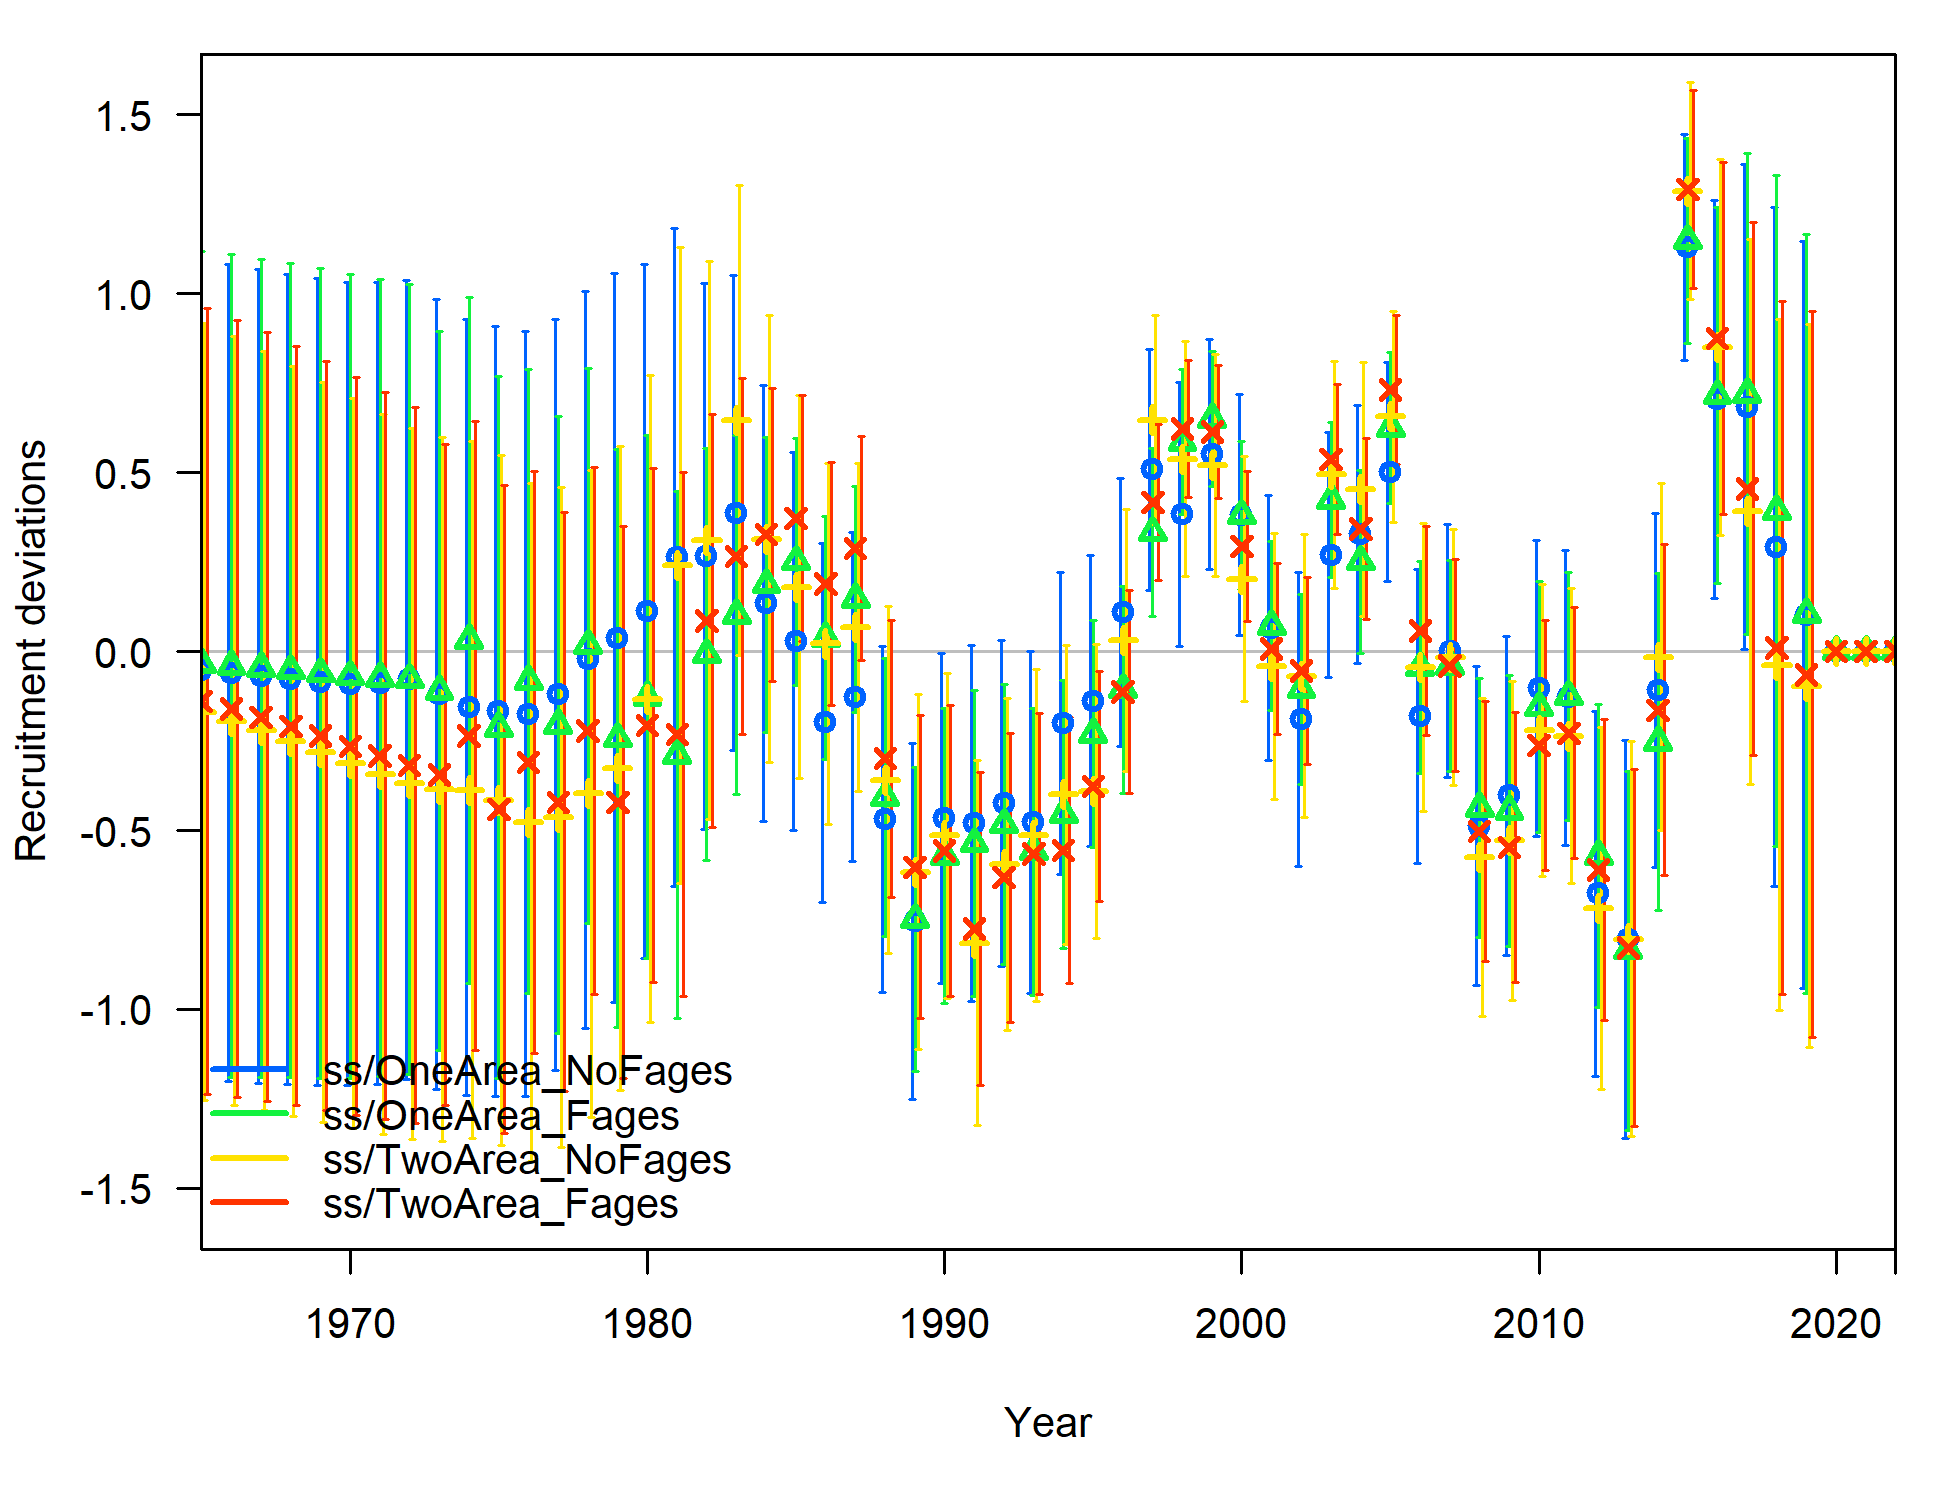 1.5
1.0
0.5
0.0
-0.5
-1.0
-1.5
Recruitment deviations
ss/OneArea_NoFages
ss/OneArea_Fages
ss/TwoArea_NoFages
ss/TwoArea_Fages
1970 1980 1990 2000 2010 2020
Year